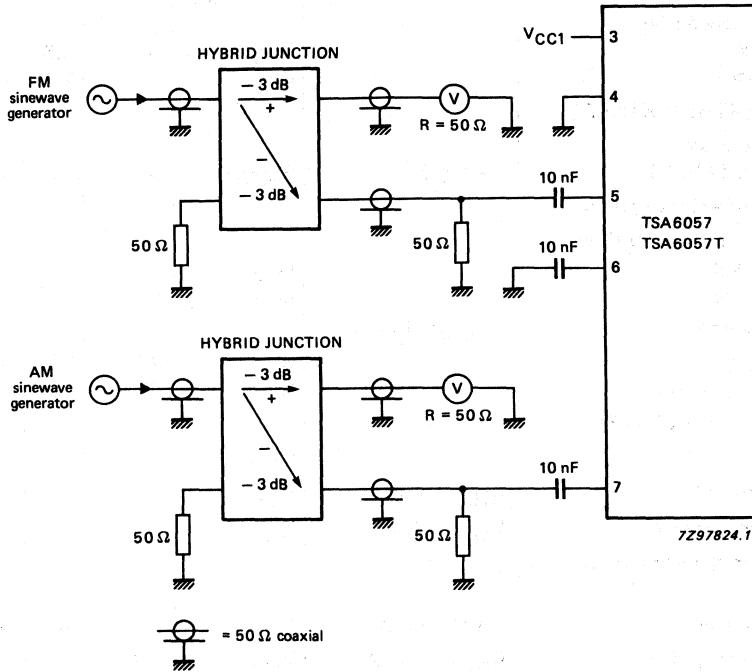 VCC1
3
HYBRID JUNCTION
FM
sinewave
generator
– 3 dB
+
–
– 3 dB
V
R = 50 Ω
4
10 nF
5
50 Ω
50 Ω
10 nF
6
TSA6057
TSA6057T
HYBRID JUNCTION
AM
sinewave
generator
– 3 dB
+
–
– 3 dB
V
R = 50 Ω
10 nF
7
50 Ω
50 Ω
7Z97824.1
= 50 Ω coaxial